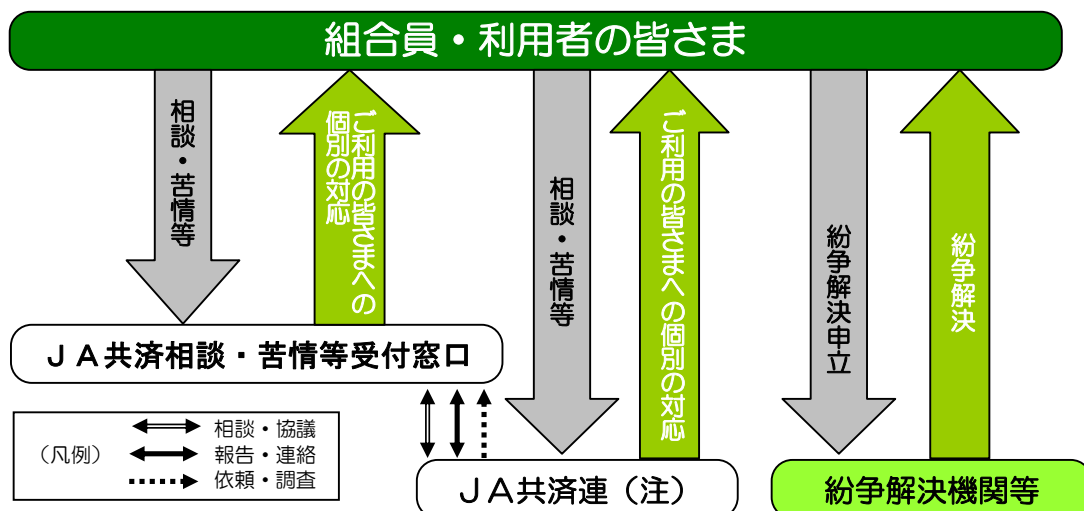 組合員・利用者の皆さま
相談・苦情等
ご利用の皆さまへの
個別の対応
相談・苦情等
ご利用の皆さまへの個別の対応
紛争解決申立
紛争解決
ＪＡ共済相談・苦情等受付窓口
（凡例）
相談・協議
報告・連絡
依頼・調査
ＪＡ共済連（注）
紛争解決機関等